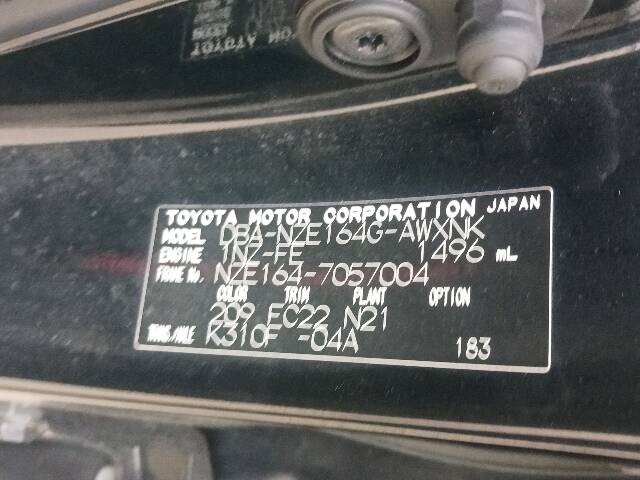 TOYOTA MOTOR CORPORATION JAPAN
MODEL DBA-NZE164G-AWXNK
ENGINE 1NZ-FE 1496 mL
FRAME No. NZE164-7057004
COLOR TRIM PLANT OPTION
209 FC22 N21
TRANS./AXLE K310F -04A
183